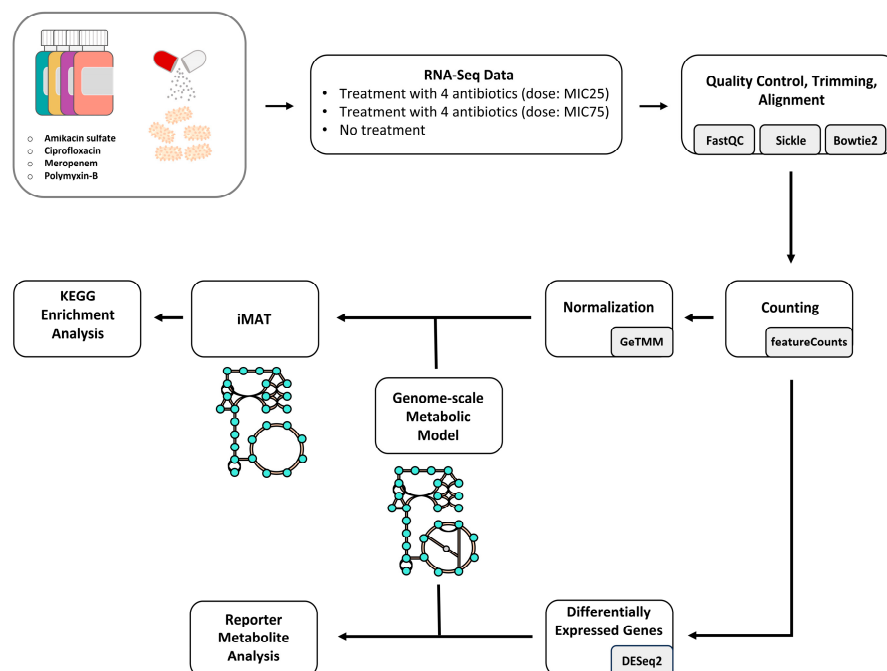 Amikacin sulfate
Ciprofloxacin
Meropenem
Polymyxin-B
RNA-Seq Data
• Treatment with 4 antibiotics (dose: MIC25)
• Treatment with 4 antibiotics (dose: MIC75)
• No treatment
Quality Control, Trimming,
Alignment
FastQC
Sickle
Bowtie2
Counting
featureCounts
Normalization
GeTMM
iMAT
KEGG
Enrichment
Analysis
Genome-scale
Metabolic
Model
Differentially
Expressed Genes
DESeq2
Reporter
Metabolite
Analysis